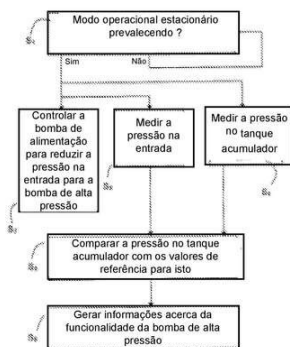 Modo operacional estacionário
prevalecendo ?
Sim
Não
Controlar a
bomba de
alimentação
para reduzir a
pressão na
entrada para a
bomba de alta
pressão
Medir a
pressão na
entrada
Medir a pressão
no tanque
acumulador
Comparar a pressão no tanque
acumulador com os valores de
referência para isto
Gerar informações acerca da
funcionalidade da bomba de alta
pressão